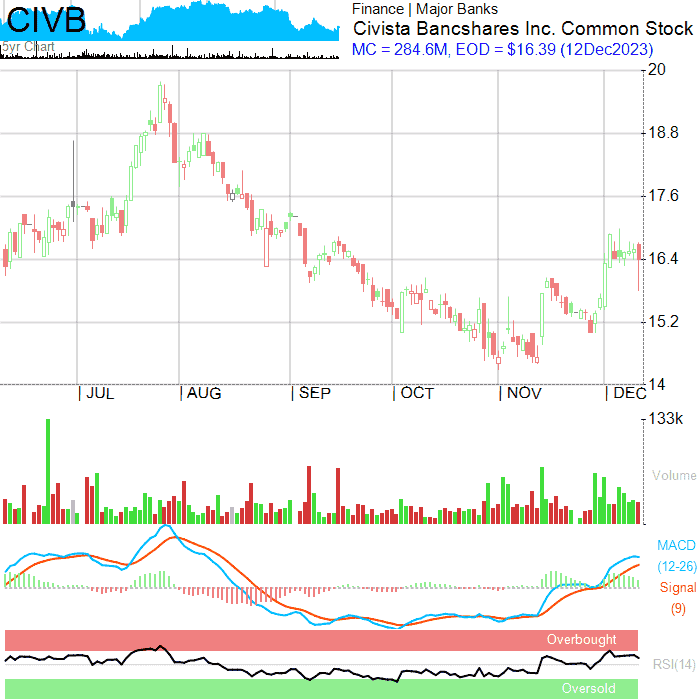 CIVB
5yr Chart
Finance | Major Banks
Civista Bancshares Inc. Common Stock
MC = 284.6M, EOD = $16.39 (12Dec2023)
20
18.8
17.6
16.4
15.2
14
| JUL | AUG | SEP | OCT | NOV | DEC
133k
Volume
MACD
(12-26)
Signal
(9)
Overbought
RSI(14)
Oversold